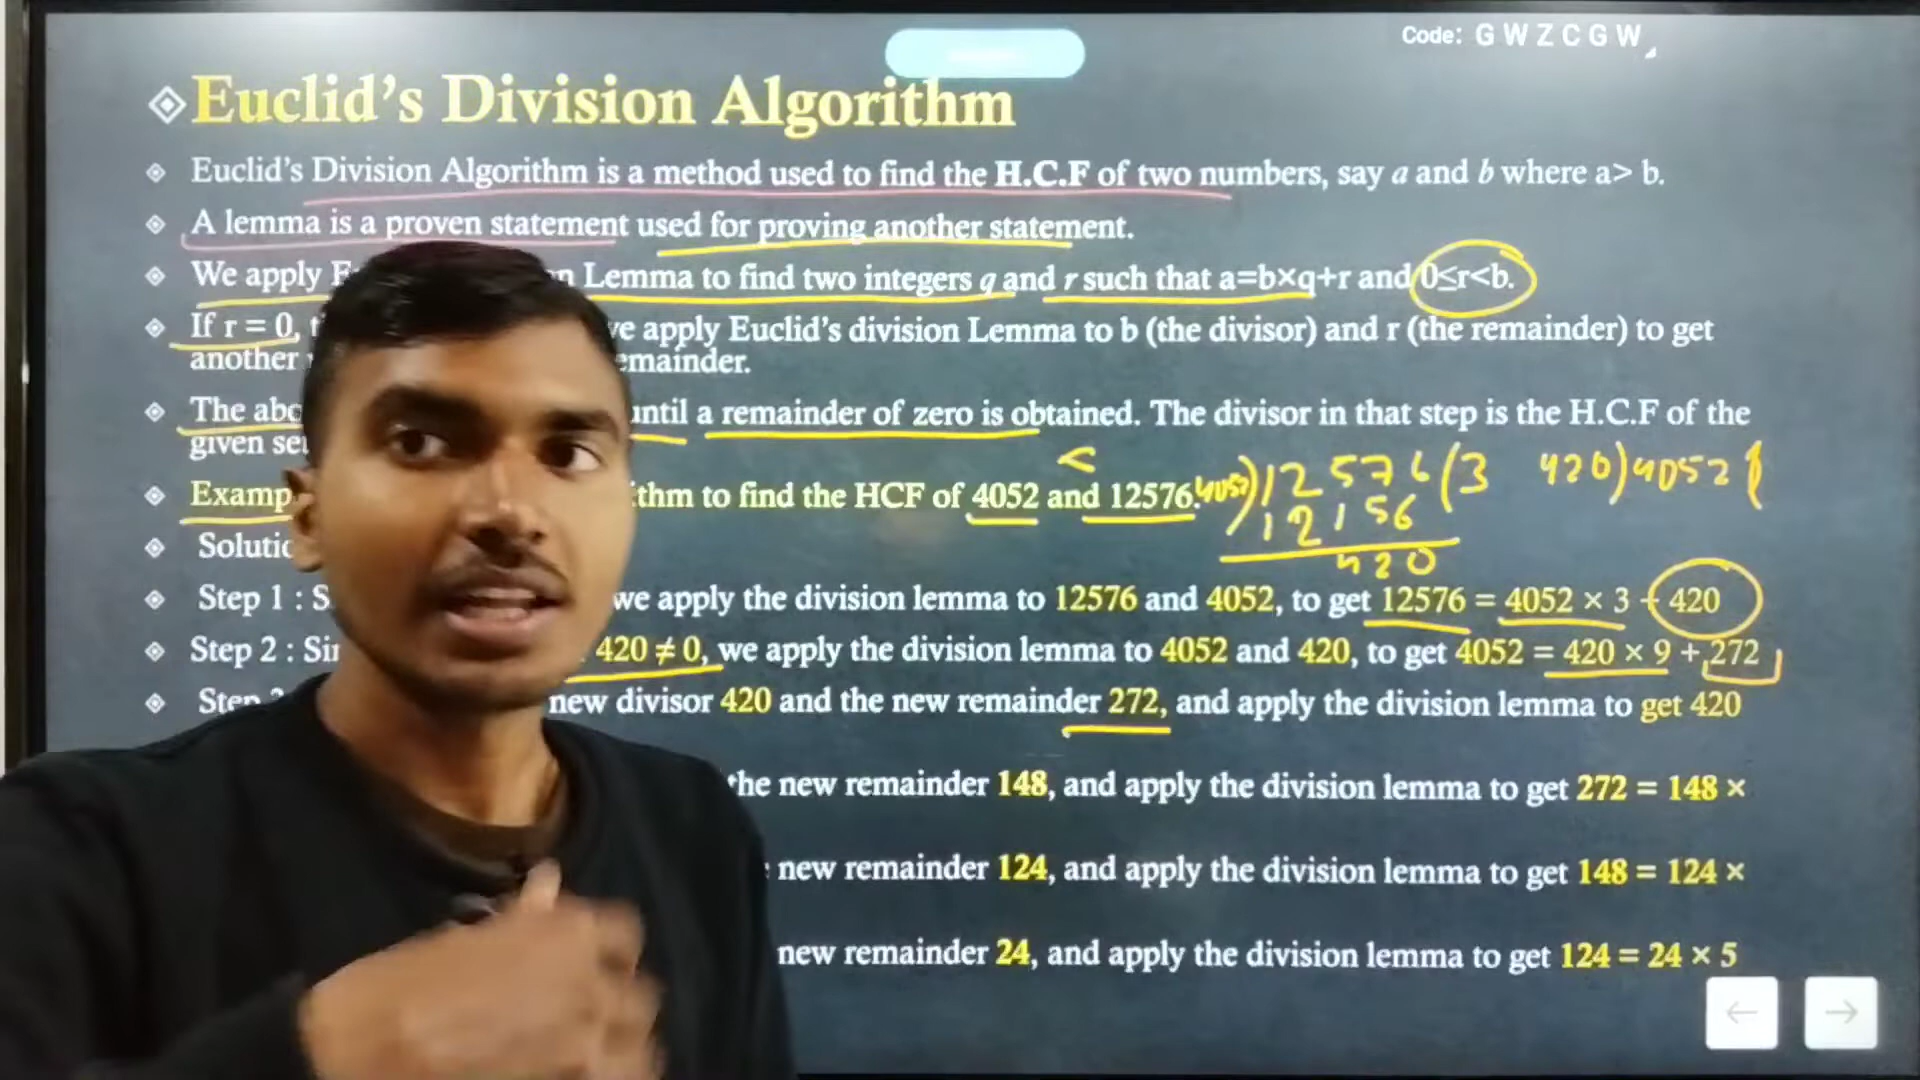 Code: G W Z C G W
Euclid's Division Algorithm
Euclid's Division Algorithm is a method used to find the H.C.F of two numbers, say a and b where a> b.
A lemma is a proven statement used for proving another statement.
We apply n Lemma to find two integers q and r such that a=b×q+r and 0≤r<b.
If r = 0, we apply Euclid's division Lemma to b (the divisor) and r (the remainder) to get
another remainder.
The abo until a remainder of zero is obtained. The divisor in that step is the H.C.F of the
given se
<
4052)12576(3 420)4052(
Examp thm to find the HCF of 4052 and 12576.
12156
420
Solutio
Step 1 : S we apply the division lemma to 12576 and 4052, to get 12576 = 4052 × 3 + 420
Step 2 : Sin 420 ≠ 0, we apply the division lemma to 4052 and 420, to get 4052 = 420 × 9 + 272
Step new divisor 420 and the new remainder 272, and apply the division lemma to get 420
the new remainder 148, and apply the division lemma to get 272 = 148 ×
new remainder 124, and apply the division lemma to get 148 = 124 ×
new remainder 24, and apply the division lemma to get 124 = 24 × 5